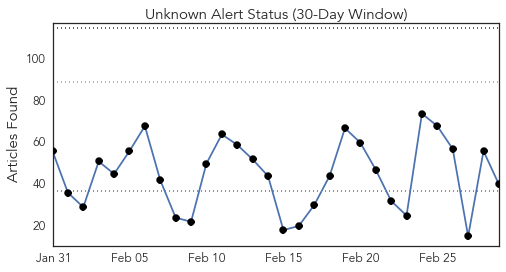 Unknown Alert Status (30-Day Window)
Articles Found
100
80
60
40
20
Jan 31 Feb 05 Feb 10 Feb 15 Feb 20 Feb 25